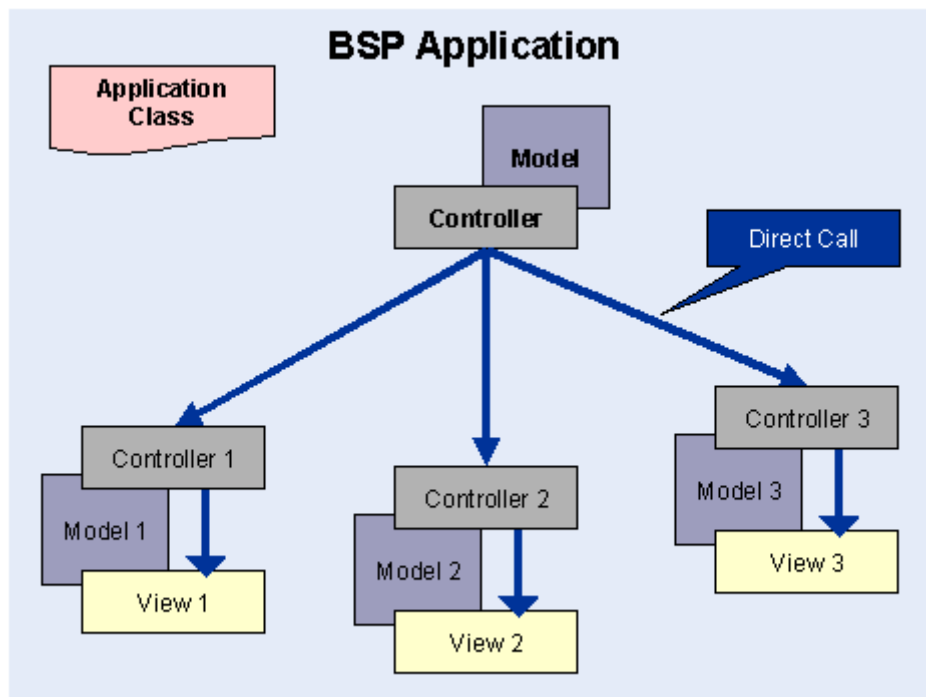 BSP Application
Application
Class
Model
Controller
Direct Call
Controller 1
Model 1
View 1
Controller 2
Model 2
View 2
Controller 3
Model 3
View 3